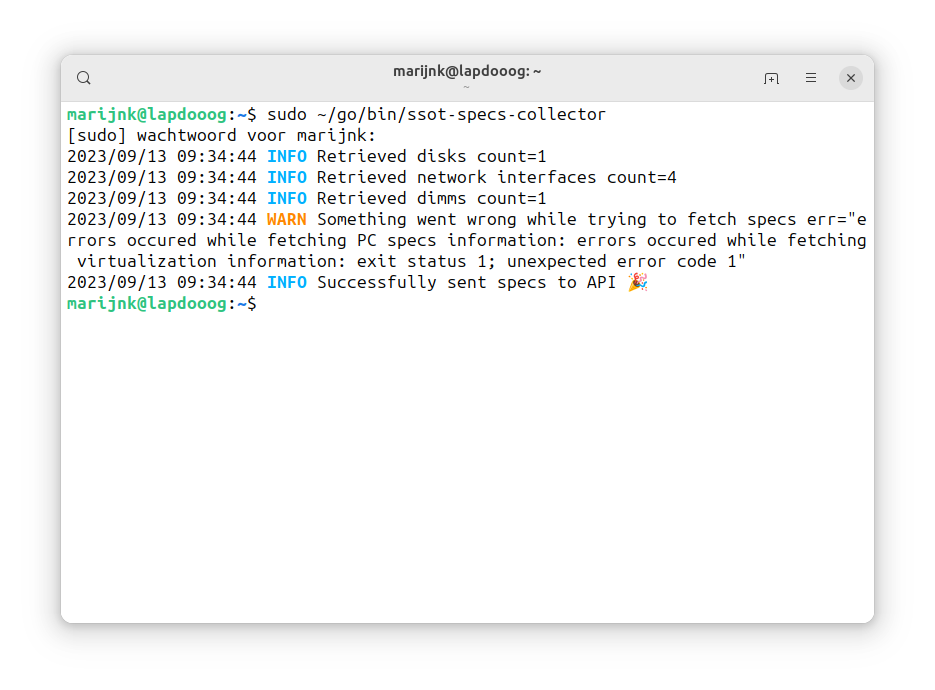 marijnk@lapdooog: ~
~
marijnk@lapdooog:~$ sudo ~/go/bin/ssot-specs-collector
[sudo] wachtwoord voor marijnk:
2023/09/13 09:34:44 INFO Retrieved disks count=1
2023/09/13 09:34:44 INFO Retrieved network interfaces count=4
2023/09/13 09:34:44 INFO Retrieved dimms count=1
2023/09/13 09:34:44 WARN Something went wrong while trying to fetch specs err="e
rrors occured while fetching PC specs information: errors occured while fetching
 virtualization information: exit status 1; unexpected error code 1"
2023/09/13 09:34:44 INFO Successfully sent specs to API 🎉
marijnk@lapdooog:~$